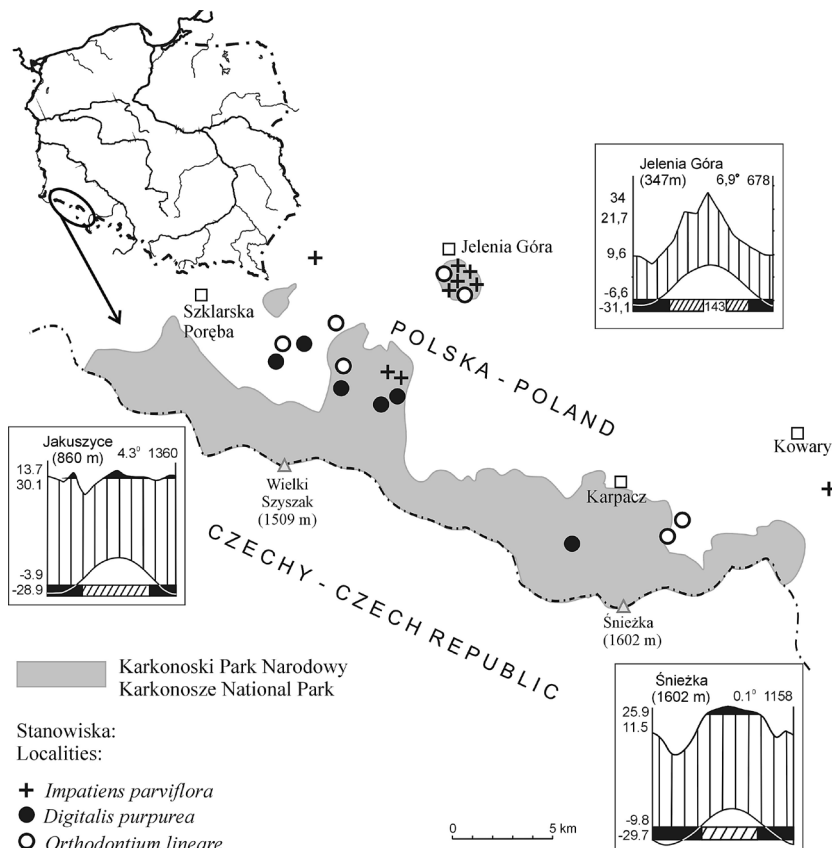 Jelenia Góra
(347m) 6,9° 678
34
21,7
9,6
-6,6
-31,1
143
Jelenia Góra
Szklarska
Poręba
POLSKA - POLAND
Kowary
Jakuszyce
(860 m) 4.3⁰ 1360
13.7
30.1
-3.9
-28.9
Wielki
Szyszak
(1509 m)
Karpacz
CZECHY - CZECH REPUBLIC
Śnieżka
(1602 m)
Karkonoski Park Narodowy
Karkonosze National Park
Śnieżka
(1602 m) 0.1⁰ 1158
25.9
11.5
-9.8
-29.7
Stanowiska:
Localities:
Impatiens parviflora
Digitalis purpurea
Orthodontium lineare
0 5 km